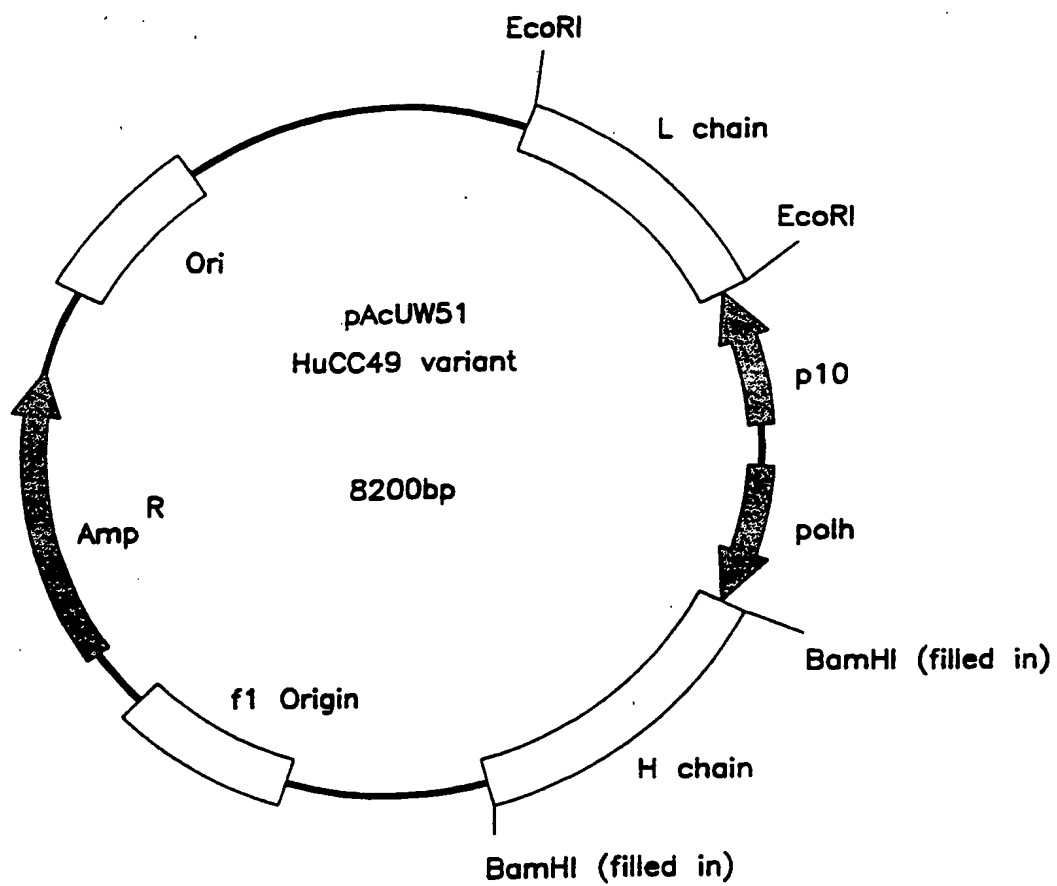 EcoRI
L chain
EcoRI
Ori
pAcUW51
HuCC49 variant
p10
8200bp
Amp R
polh
BamHI (filled in)
f1 Origin
H chain
BamHI (filled in)